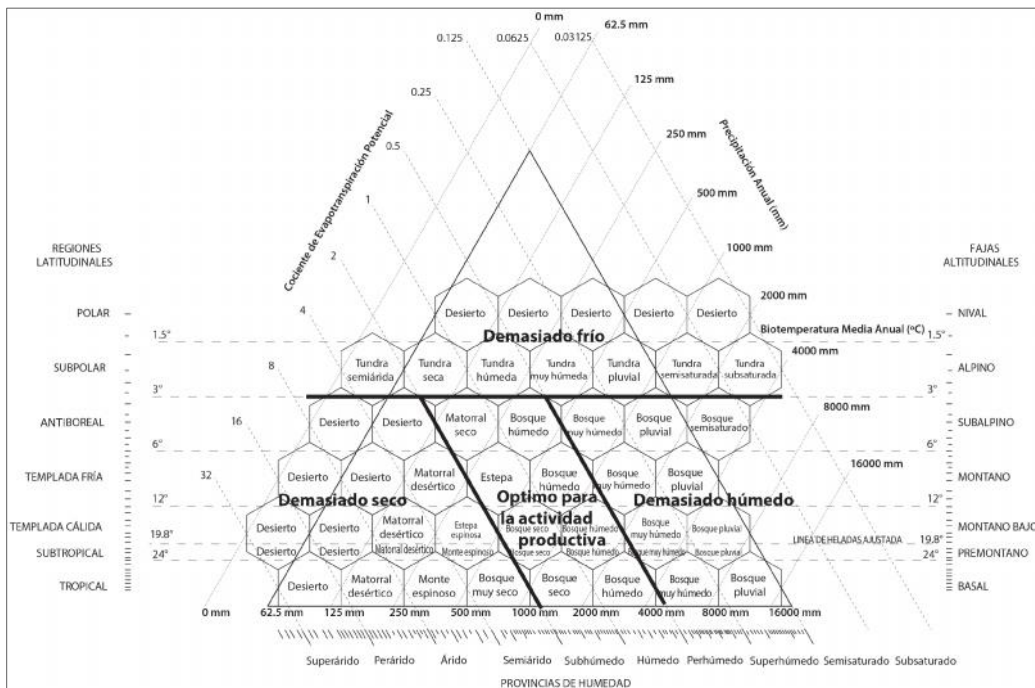 0 mm
62.5 mm
0.125
0.0625
0.03125
125 mm
0.25
250 mm
Cociente de Evapotranspiración Potencial
Precipitación Anual (mm)
0.5
500 mm
1
1000 mm
REGIONES
LATITUDINALES
FAJAS
ALTITUDINALES
2
2000 mm
4
POLAR
Desierto Desierto Desierto Desierto Desierto
NIVAL
Demasiado frío
Biotemperatura Media Anual (ºC)
1.5°
1.5°
4000 mm
8
SUBPOLAR
Tundra semiárida
Tundra seca
Tundra húmeda
Tundra muy húmeda
Tundra pluvial
Tundra semisaturada
Tundra subsaturada
ALPINO
3°
3°
8000 mm
16
ANTIBOREAL
Desierto
Desierto
Matorral seco
Bosque húmedo
Bosque muy húmedo
Bosque pluvial
Bosque semisaturado
SUBALPINO
6°
6°
16000 mm
32
TEMPLADA FRÍA
Desierto
Desierto
Matorral desértico
Estepa
Bosque húmedo
Bosque muy húmedo
Bosque pluvial
MONTANO
12°
12°
Demasiado seco
Optimo para
la actividad
productiva
Demasiado húmedo
TEMPLADA CÁLIDA
Desierto
Desierto
Matorral desértico
Estepa espinosa
Bosque seco
Bosque húmedo
Bosque muy húmedo
Bosque pluvial
MONTANO BAJO
19.8°
LINEA DE HELADAS AJUSTADA
19.8°
SUBTROPICAL
Desierto
Desierto
Matorral desértico
Monte espinoso
Bosque seco
Bosque húmedo
Bosque muy húmedo
Bosque pluvial
PREMONTANO
24°
24°
TROPICAL
Desierto
Matorral desértico
Monte espinoso
Bosque muy seco
Bosque seco
Bosque húmedo
Bosque muy húmedo
Bosque pluvial
BASAL
0 mm
62.5 mm
125 mm
250 mm
500 mm
1000 mm
2000 mm
4000 mm
8000 mm
16000 mm
Superárido
Perárido
Árido
Semiárido
Subhúmedo
Húmedo
Perhúmedo
Superhúmedo
Semisaturado
Subsaturado
PROVINCIAS DE HUMEDAD